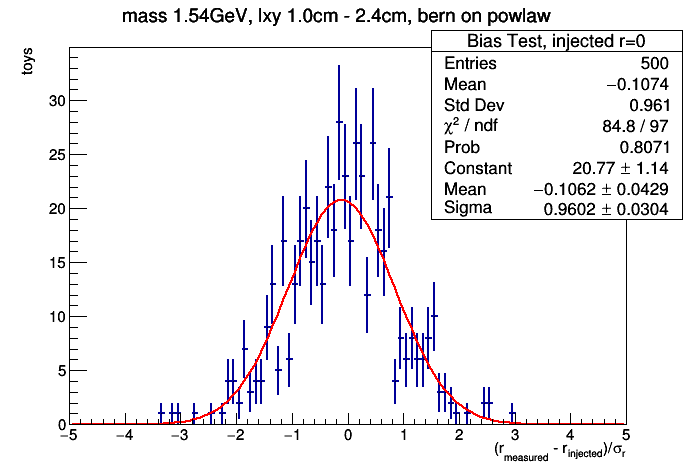 mass 1.54GeV, lxy 1.0cm - 2.4cm, bern on powlaw
Bias Test, injected r=0
Entries 500
Mean −0.1074
Std Dev 0.961
χ² / ndf 84.8 / 97
Prob 0.8071
Constant 20.77 ± 1.14
Mean −0.1062 ± 0.0429
Sigma 0.9602 ± 0.0304
toys
30
25
20
15
10
5
0
−5 −4 −3 −2 −1 0 1 2 3 4 5
(r_measured - r_injected)/σ_r